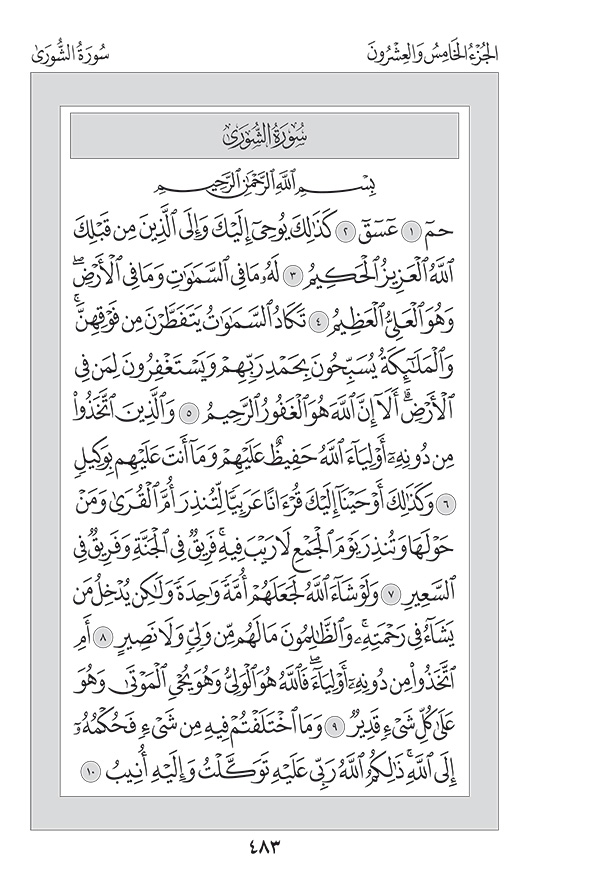 الجُزْءُ الخَامِسُ وَالعِشْرُونَ
سُورَةُ الشُّورَىٰ
سُورَةُ الشُّورَىٰ
بِسْمِ اللَّهِ الرَّحْمَٰنِ الرَّحِيمِ
حمٓ ١ عٓسٓقٓ ٢ كَذَٰلِكَ يُوحِيٓ إِلَيْكَ وَإِلَى ٱلَّذِينَ مِن قَبْلِكَ
ٱللَّهُ ٱلْعَزِيزُ ٱلْحَكِيمُ ٣ لَهُۥ مَا فِى ٱلسَّمَٰوَٰتِ وَمَا فِى ٱلْأَرْضِۖ
وَهُوَ ٱلْعَلِىُّ ٱلْعَظِيمُ ٤ تَكَادُ ٱلسَّمَٰوَٰتُ يَتَفَطَّرْنَ مِن فَوْقِهِنَّۚ
وَٱلْمَلَٰٓئِكَةُ يُسَبِّحُونَ بِحَمْدِ رَبِّهِمْ وَيَسْتَغْفِرُونَ لِمَن فِى
ٱلْأَرْضِۗ أَلَآ إِنَّ ٱللَّهَ هُوَ ٱلْغَفُورُ ٱلرَّحِيمُ ٥ وَٱلَّذِينَ ٱتَّخَذُوا۟
مِن دُونِهِۦٓ أَوْلِيَآءَ ٱللَّهُ حَفِيظٌ عَلَيْهِمْ وَمَآ أَنتَ عَلَيْهِم بِوَكِيلٍ
٦ وَكَذَٰلِكَ أَوْحَيْنَآ إِلَيْكَ قُرْءَانًا عَرَبِيًّا لِّتُنذِرَ أُمَّ ٱلْقُرَىٰ وَمَنْ
حَوْلَهَا وَتُنذِرَ يَوْمَ ٱلْجَمْعِ لَا رَيْبَ فِيهِۚ فَرِيقٌ فِى ٱلْجَنَّةِ وَفَرِيقٌ فِى
ٱلسَّعِيرِ ٧ وَلَوْ شَآءَ ٱللَّهُ لَجَعَلَهُمْ أُمَّةً وَٰحِدَةً وَلَٰكِن يُدْخِلُ مَن
يَشَآءُ فِى رَحْمَتِهِۦۚ وَٱلظَّٰلِمُونَ مَا لَهُم مِّن وَلِىٍّ وَلَا نَصِيرٍ ٨ أَمِ
ٱتَّخَذُوا۟ مِن دُونِهِۦٓ أَوْلِيَآءَۖ فَٱللَّهُ هُوَ ٱلْوَلِىُّ وَهُوَ يُحْىِ ٱلْمَوْتَىٰ وَهُوَ
عَلَىٰ كُلِّ شَىْءٍ قَدِيرٌ ٩ وَمَا ٱخْتَلَفْتُمْ فِيهِ مِن شَىْءٍ فَحُكْمُهُۥٓ
إِلَى ٱللَّهِۚ ذَٰلِكُمُ ٱللَّهُ رَبِّى عَلَيْهِ تَوَكَّلْتُ وَإِلَيْهِ أُنِيبُ ١٠
٤٨٣